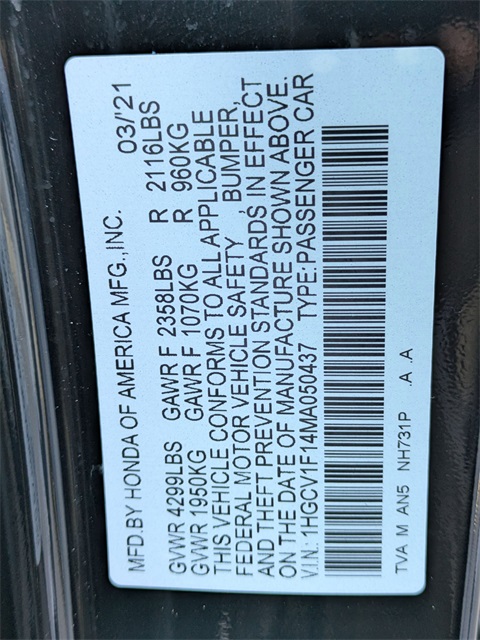 MFD.BY HONDA OF AMERICA MFG.,INC. 03/'21
GVWR 4299LBS GAWR F 2358LBS R 2116LBS
GVWR 1950KG GAWR F 1070KG R 960KG
THIS VEHICLE CONFORMS TO ALL APPLICABLE
FEDERAL MOTOR VEHICLE SAFETY , BUMPER,
AND THEFT PREVENTION STANDARDS IN EFFECT
ON THE DATE OF MANUFACTURE SHOWN ABOVE.
V.I.N: 1HGCV1F14MA050437 TYPE:PASSENGER CAR
TVA M AN5 NH731P .A .A